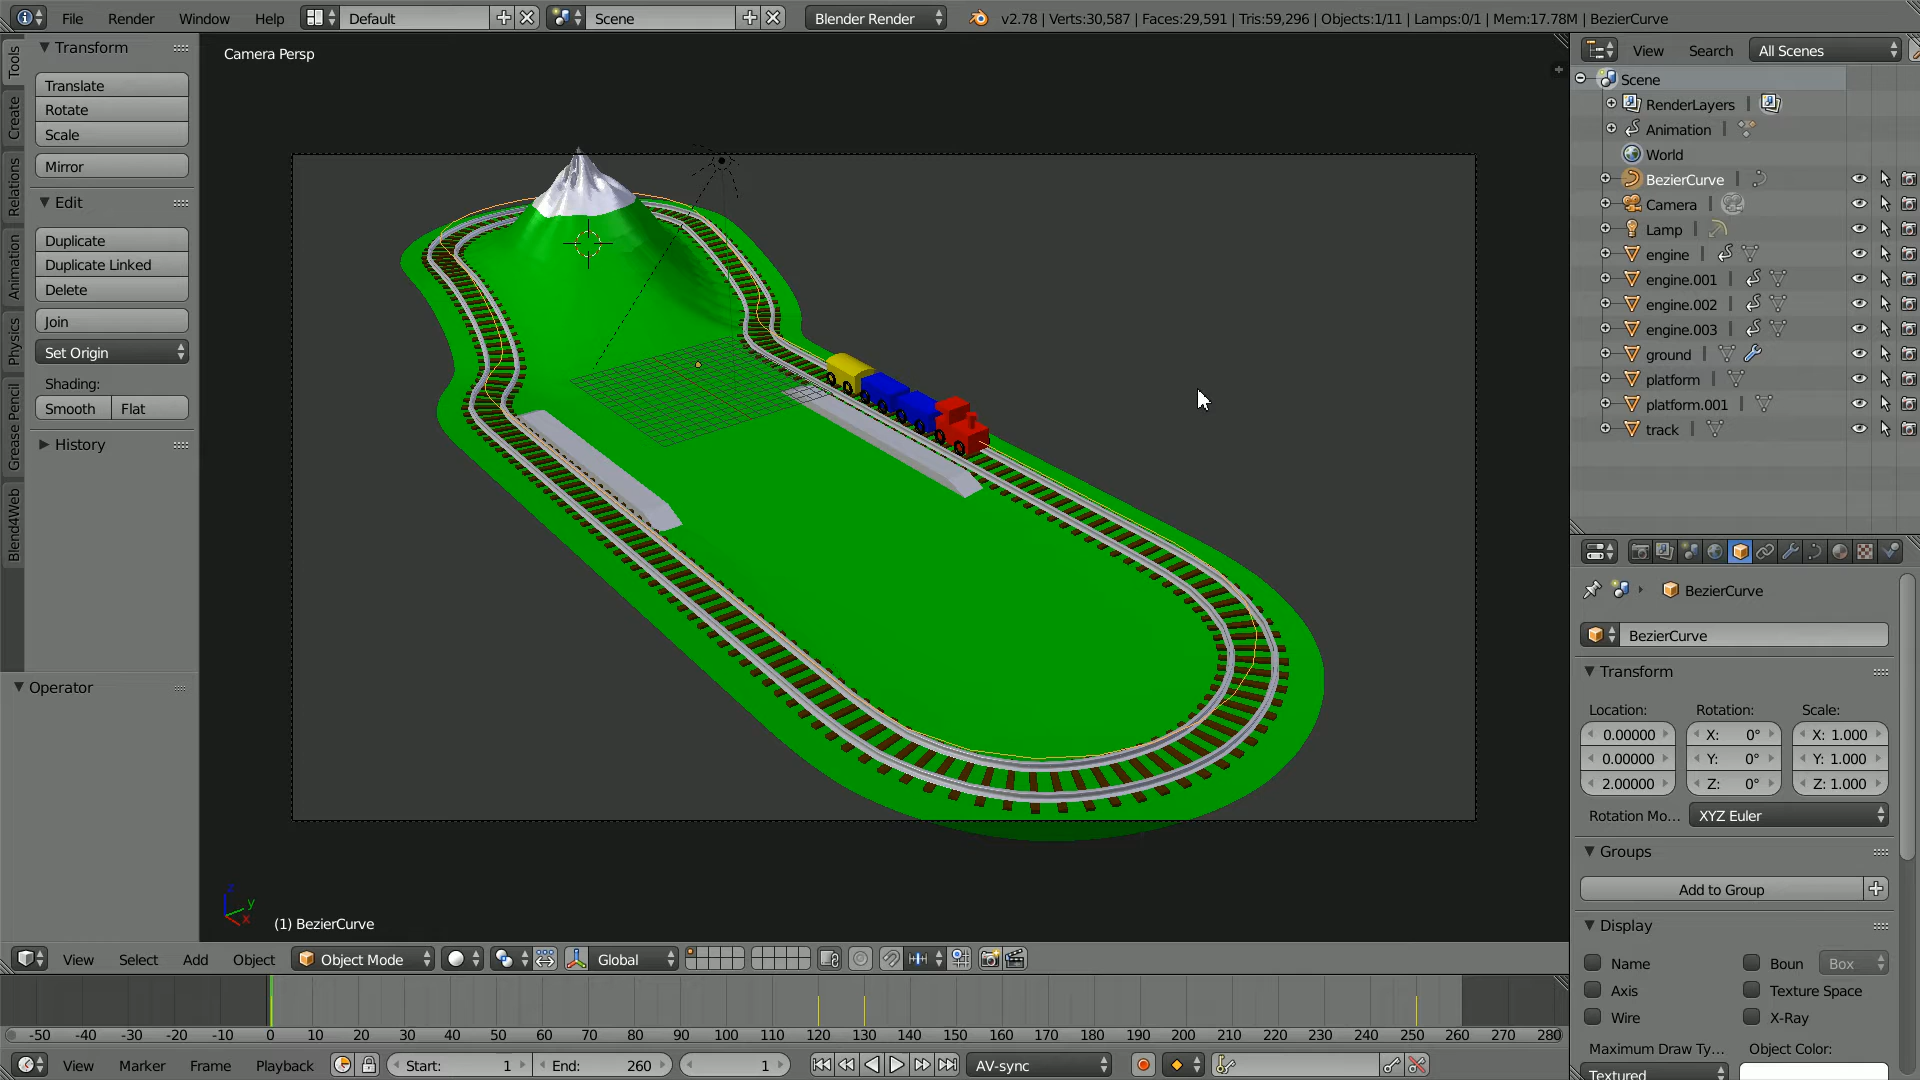 File Render Window Help Default Scene Blender Render v2.78 | Verts:30,587 | Faces:29,591 | Tris:59,296 | Objects:1/11 | Lamps:0/1 | Mem:17.78M | BezierCurve
Tools
Create
Relations
Animation
Physics
Grease Pencil
Blend4Web
Transform
Translate
Rotate
Scale
Mirror
Edit
Duplicate
Duplicate Linked
Delete
Join
Set Origin
Shading:
Smooth Flat
History
Operator
Camera Persp
z
y
x
(1) BezierCurve
View Search All Scenes
Scene
RenderLayers
Animation
World
BezierCurve
Camera
Lamp
engine
engine.001
engine.002
engine.003
ground
platform
platform.001
track
BezierCurve
BezierCurve
Transform
Location: Rotation: Scale:
0.00000 X: 0° X: 1.000
0.00000 Y: 0° Y: 1.000
2.00000 Z: 0° Z: 1.000
Rotation Mo... XYZ Euler
Groups
Add to Group
Display
Name Boun Box
Axis Texture Space
Wire X-Ray
Maximum Draw Ty... Object Color:
Textured
View Select Add Object Object Mode Global
-50 -40 -30 -20 -10 0 10 20 30 40 50 60 70 80 90 100 110 120 130 140 150 160 170 180 190 200 210 220 230 240 250 260 270 280
View Marker Frame Playback Start: 1 End: 260 1 AV-sync